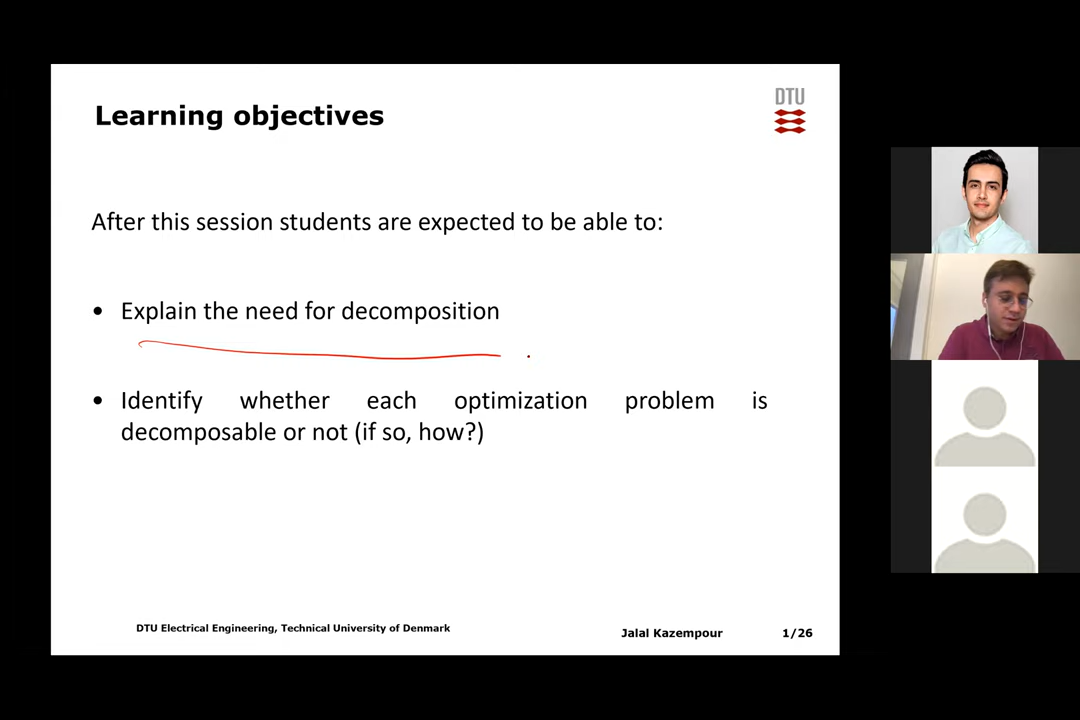 Learning objectives
DTU
After this session students are expected to be able to:
• Explain the need for decomposition
• Identify whether each optimization problem is
decomposable or not (if so, how?)
DTU Electrical Engineering, Technical University of Denmark
Jalal Kazempour 1/26